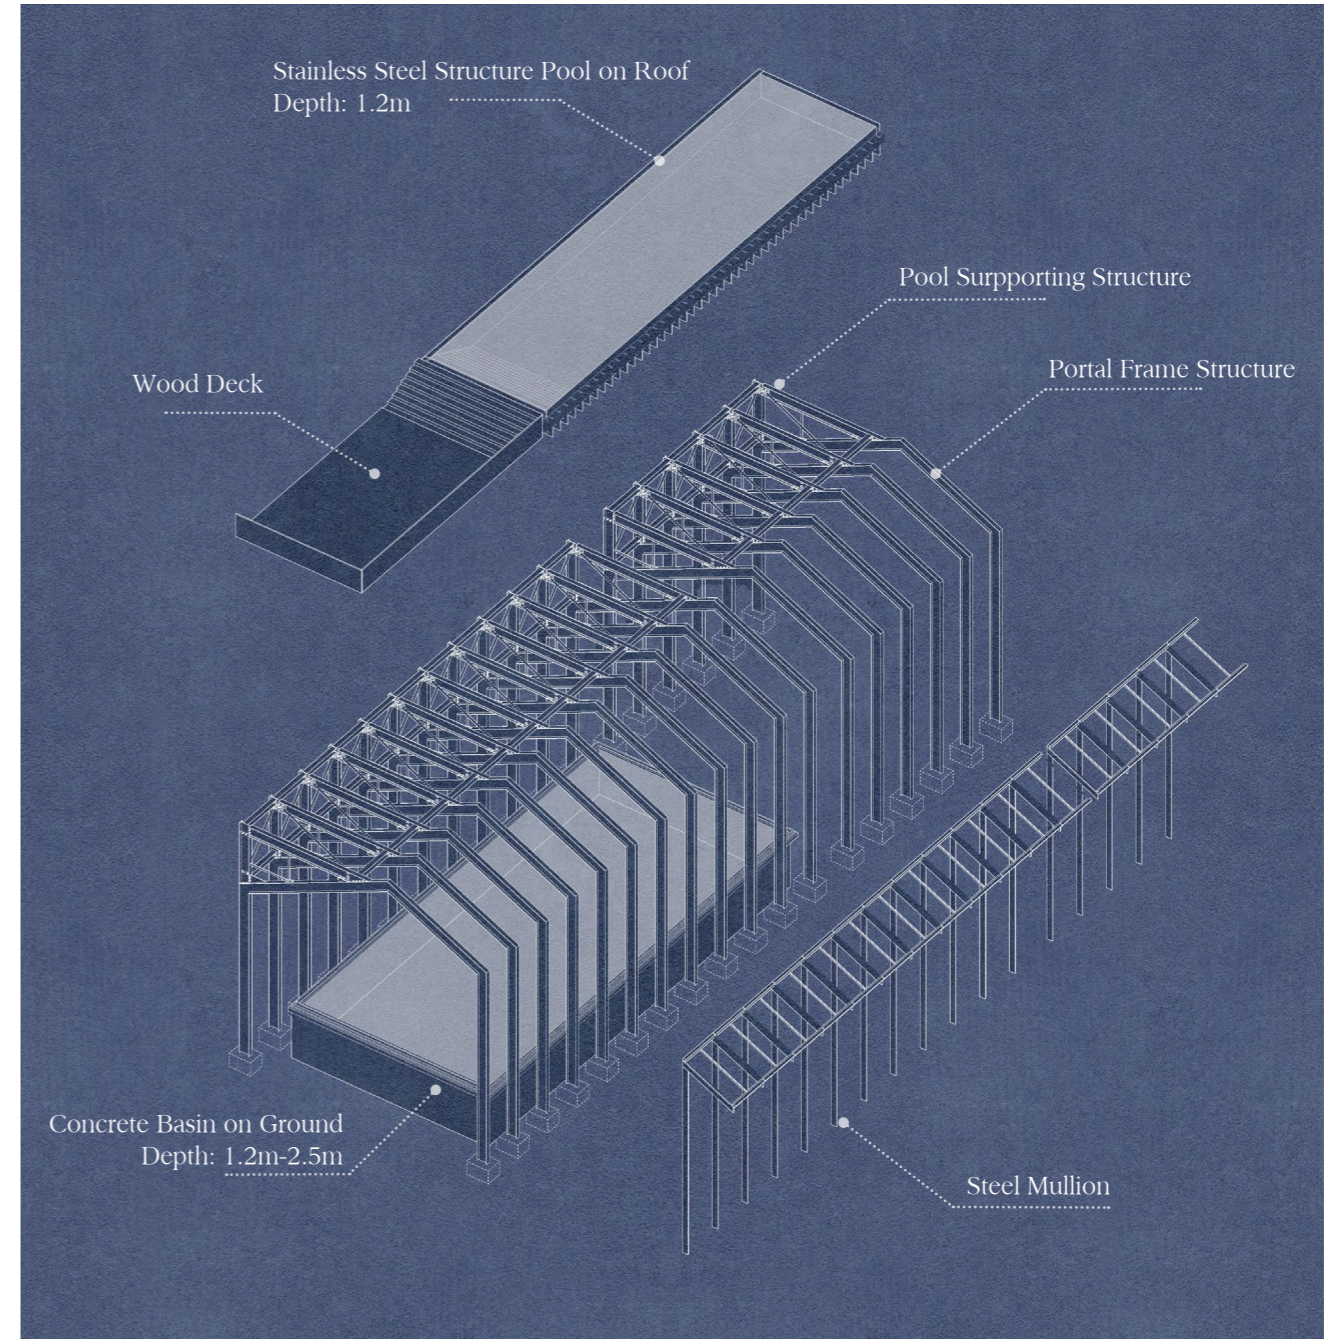 Stainless Steel Structure Pool on Roof
Depth: 1.2m
Pool Surpporting Structure
Portal Frame Structure
Wood Deck
Concrete Basin on Ground
Depth: 1.2m-2.5m
Steel Mullion